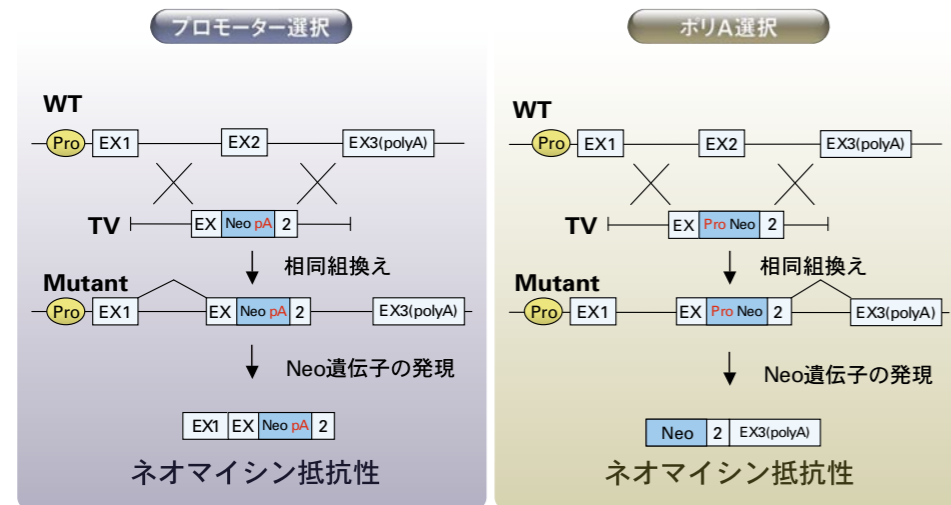 プロモーター選択
WT
Pro EX1 EX2 EX3(polyA)
TV EX Neo pA 2
相同組換え
Mutant
Pro EX1 EX Neo pA 2 EX3(polyA)
Neo遺伝子の発現
EX1 EX Neo pA 2
ネオマイシン抵抗性
ポリA選択
WT
Pro EX1 EX2 EX3(polyA)
TV EX Pro Neo 2
相同組換え
Mutant
Pro EX1 EX Pro Neo 2 EX3(polyA)
Neo遺伝子の発現
Neo 2 EX3(polyA)
ネオマイシン抵抗性